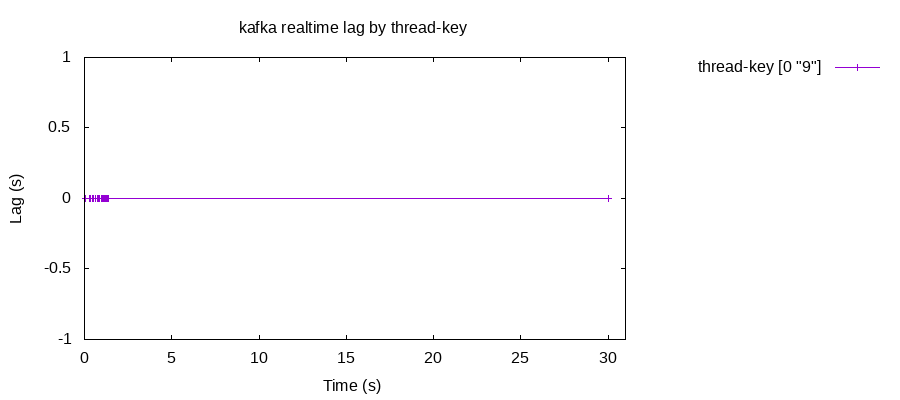 kafka realtime lag by thread-key
thread-key [0 "9"]
1
0.5
0
-0.5
-1
Lag (s)
0 5 10 15 20 25 30
Time (s)